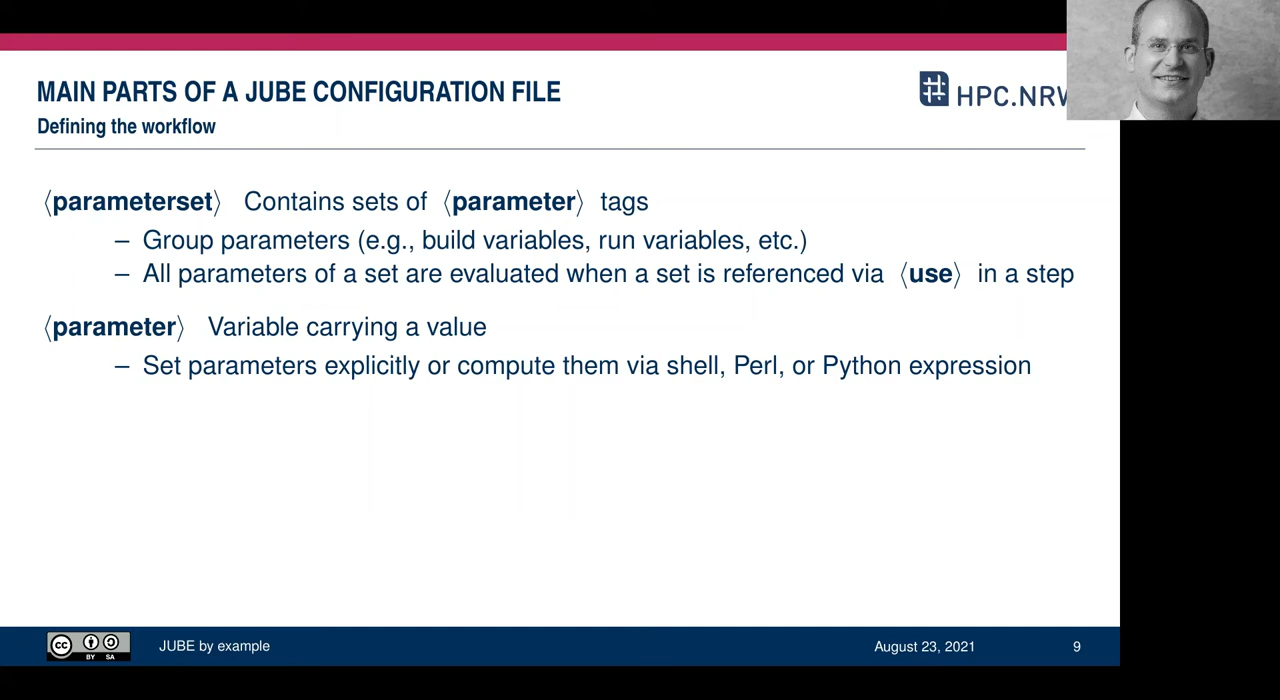 MAIN PARTS OF A JUBE CONFIGURATION FILE
Defining the workflow
HPC.NRW
⟨parameterset⟩ Contains sets of ⟨parameter⟩ tags
– Group parameters (e.g., build variables, run variables, etc.)
– All parameters of a set are evaluated when a set is referenced via ⟨use⟩ in a step
⟨parameter⟩ Variable carrying a value
– Set parameters explicitly or compute them via shell, Perl, or Python expression
cc BY SA
JUBE by example
August 23, 2021
9